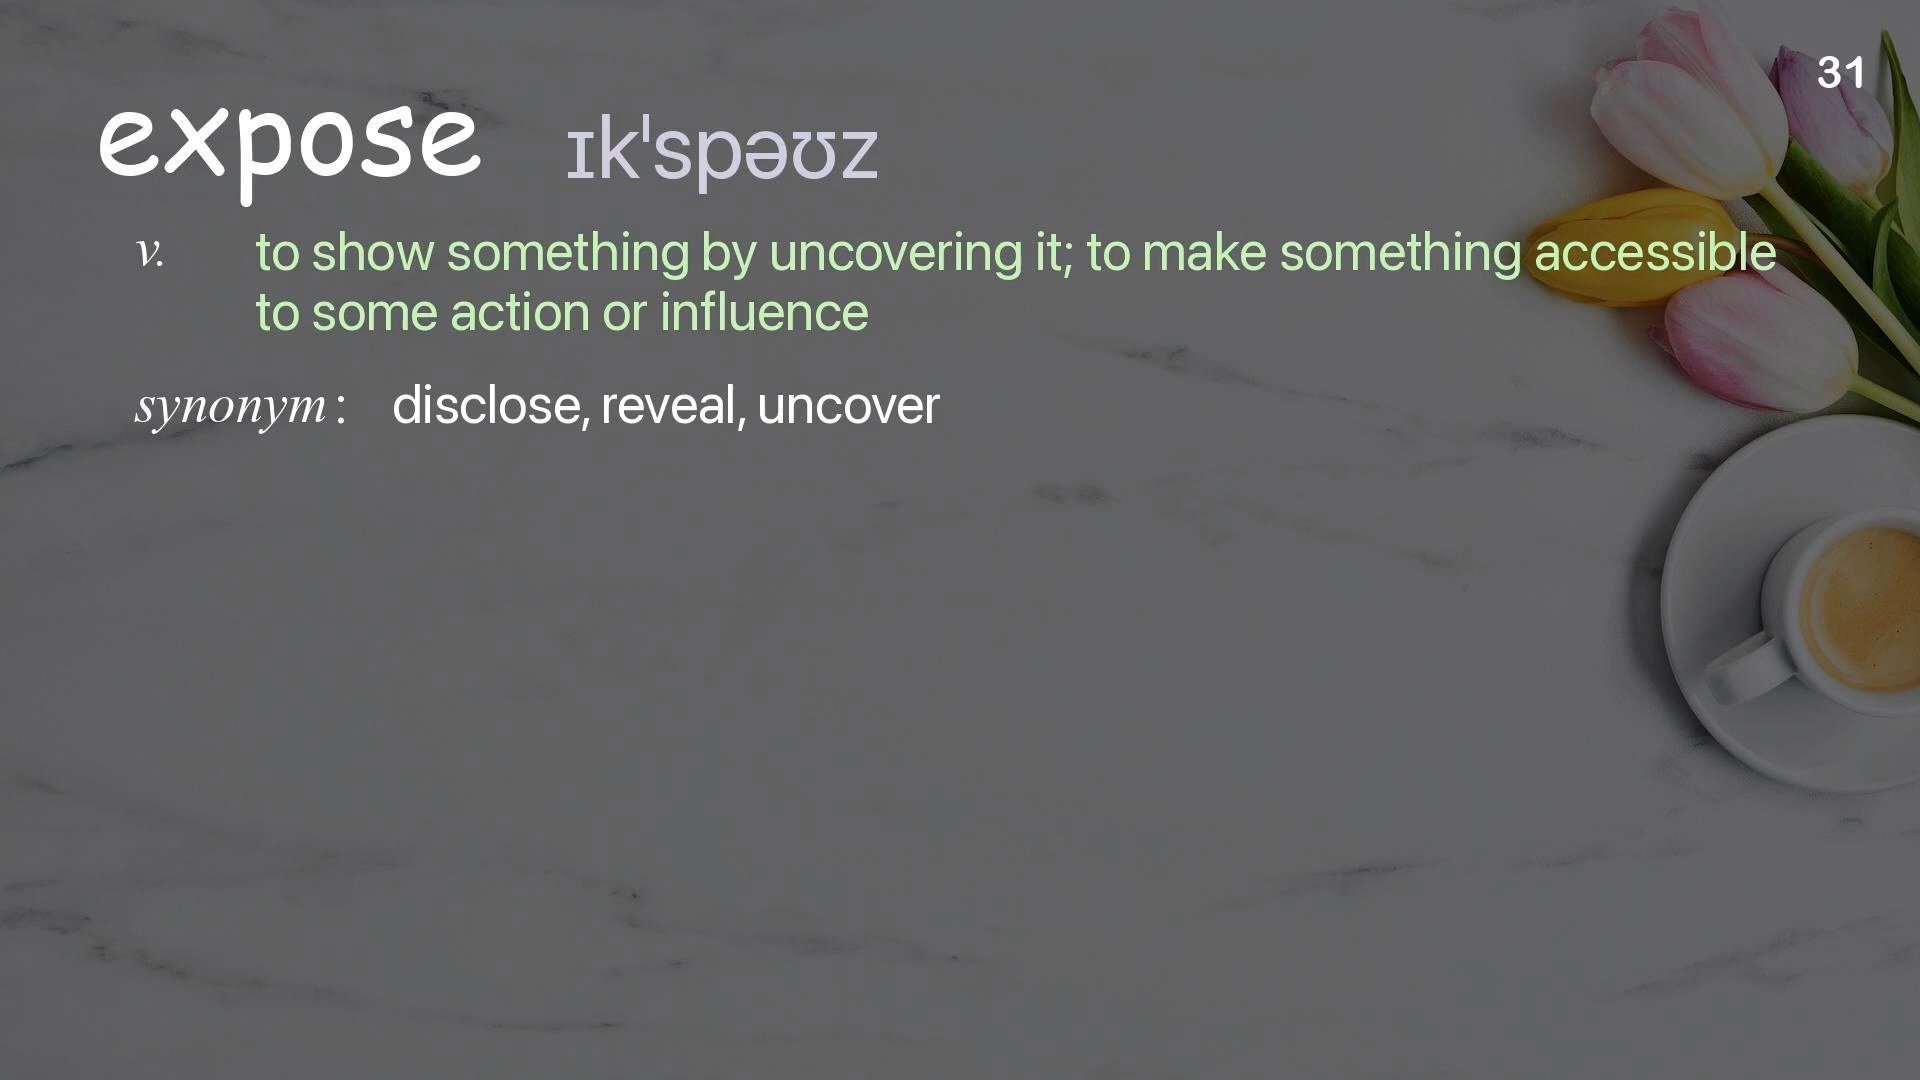 31
expose ɪkˈspəʊz
v. to show something by uncovering it; to make something accessible
to some action or influence
synonym : disclose, reveal, uncover